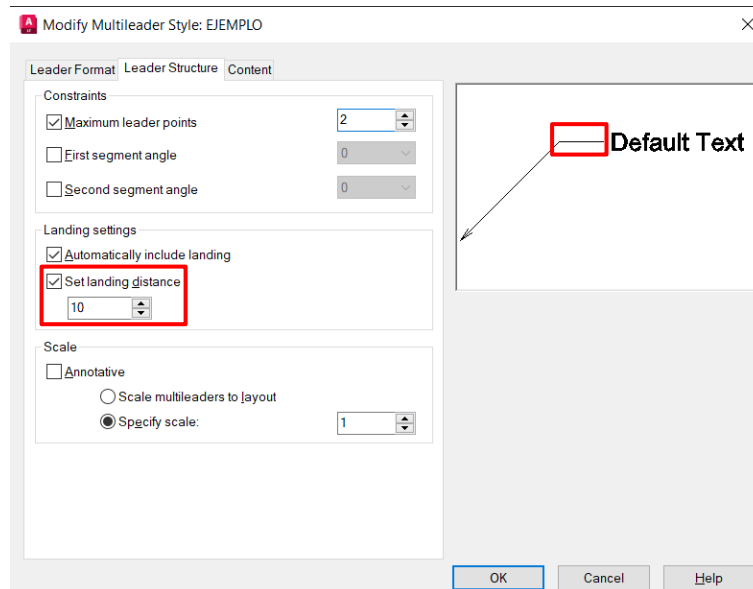 Modify Multileader Style: EJEMPLO
Leader Format Leader Structure Content
Constraints
Maximum leader points 2
First segment angle 0
Second segment angle 0
Landing settings
Automatically include landing
Set landing distance
10
Scale
Annotative
Scale multileaders to layout
Specify scale: 1
Default Text
OK Cancel Help